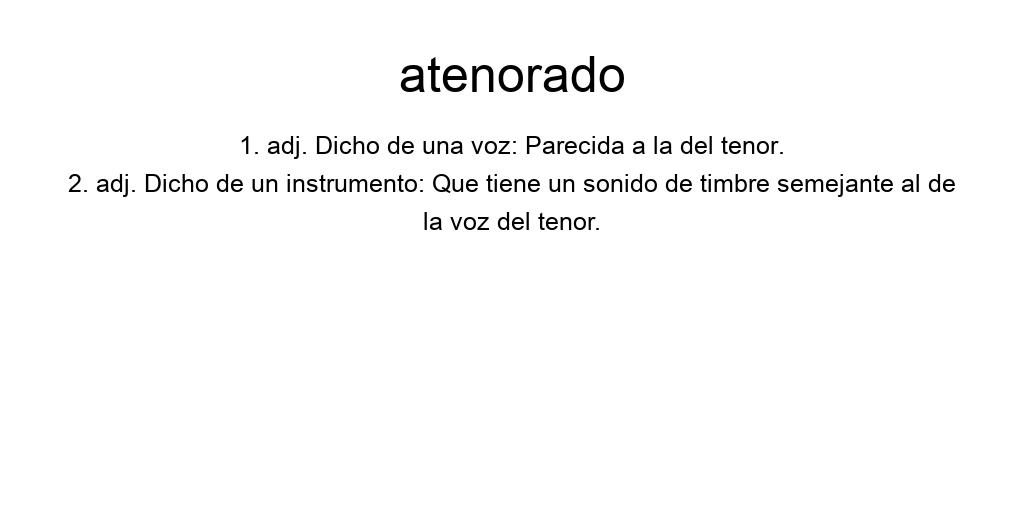 atenorado
1. adj. Dicho de una voz: Parecida a la del tenor.
2. adj. Dicho de un instrumento: Que tiene un sonido de timbre semejante al de
la voz del tenor.